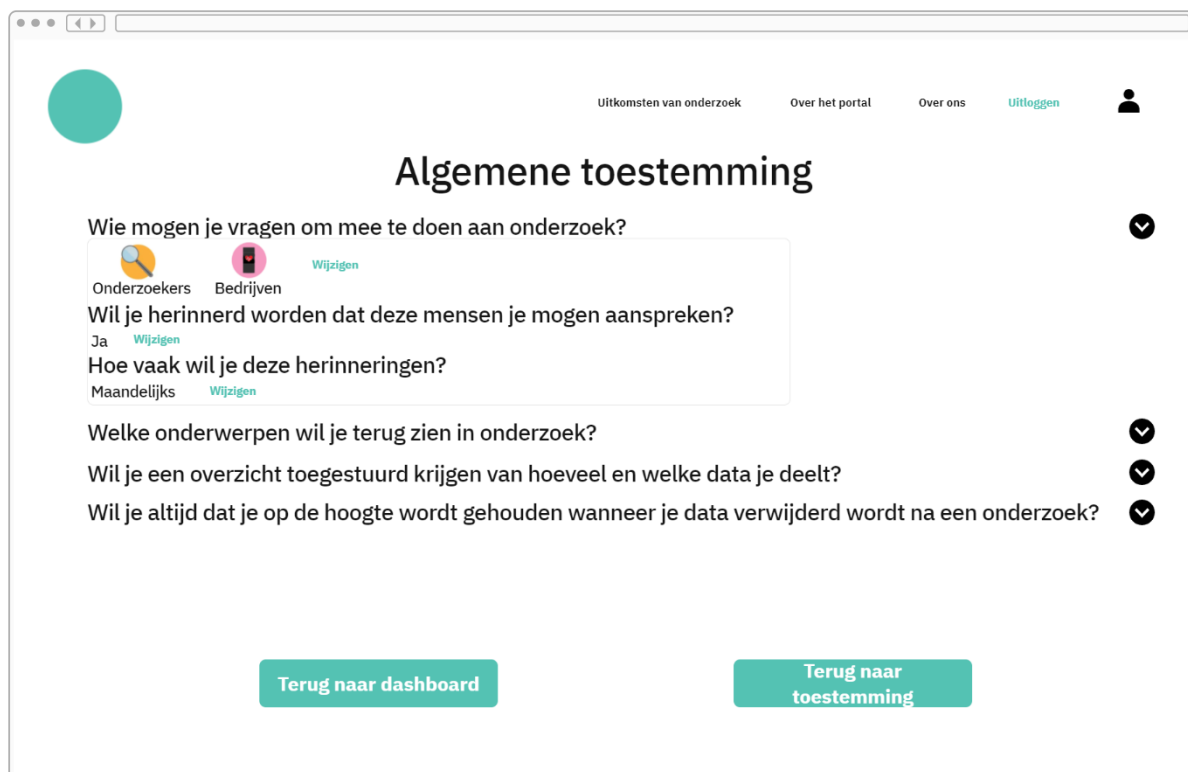 Uitkomsten van onderzoek
Over het portal
Over ons
Uitloggen
Algemene toestemming
Wie mogen je vragen om mee te doen aan onderzoek?
Wijzigen
Onderzoekers
Bedrijven
Wil je herinnerd worden dat deze mensen je mogen aanspreken?
Ja
Wijzigen
Hoe vaak wil je deze herinneringen?
Maandelijks
Wijzigen
Welke onderwerpen wil je terug zien in onderzoek?
Wil je een overzicht toegestuurd krijgen van hoeveel en welke data je deelt?
Wil je altijd dat je op de hoogte wordt gehouden wanneer je data verwijderd wordt na een onderzoek?
Terug naar dashboard
Terug naar
toestemming